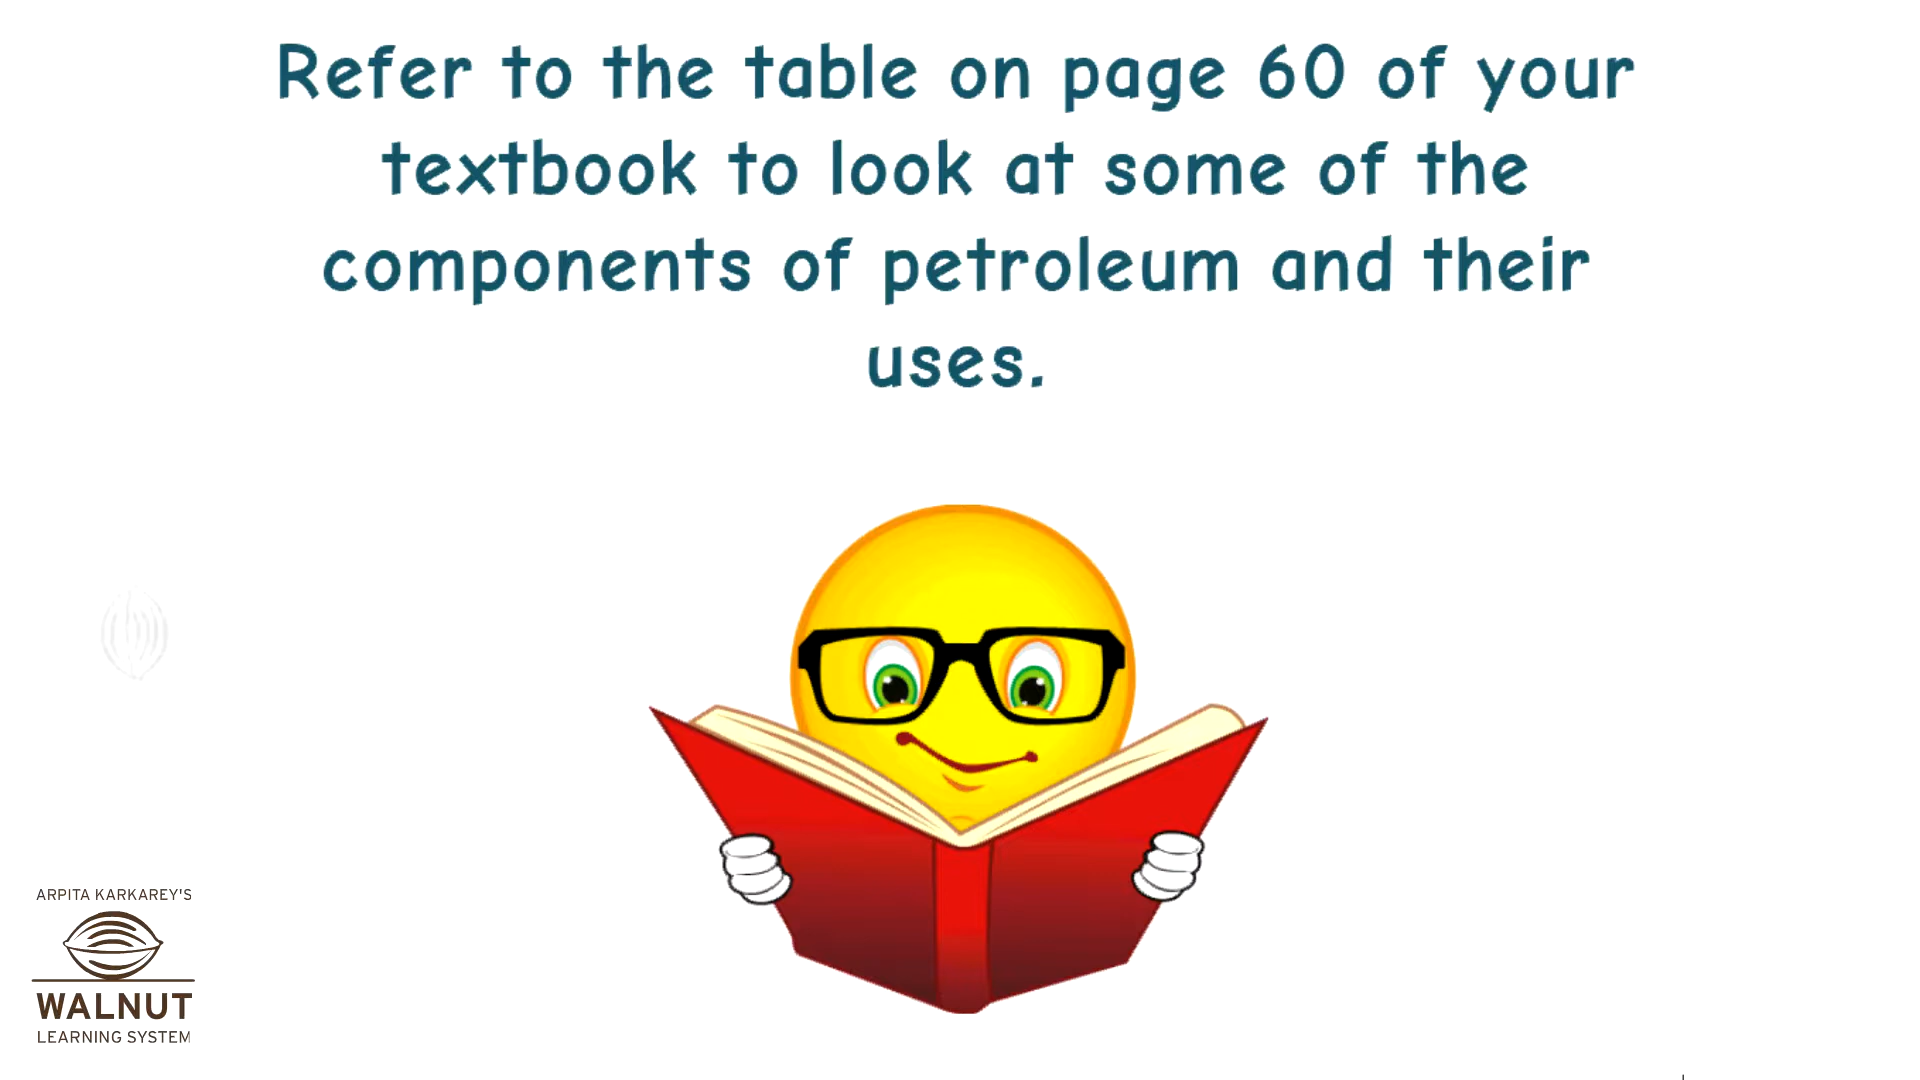 Refer to the table on page 60 of your
textbook to look at some of the
components of petroleum and their
uses.
ARPITA KARKAREY'S
WALNUT
LEARNING SYSTEM